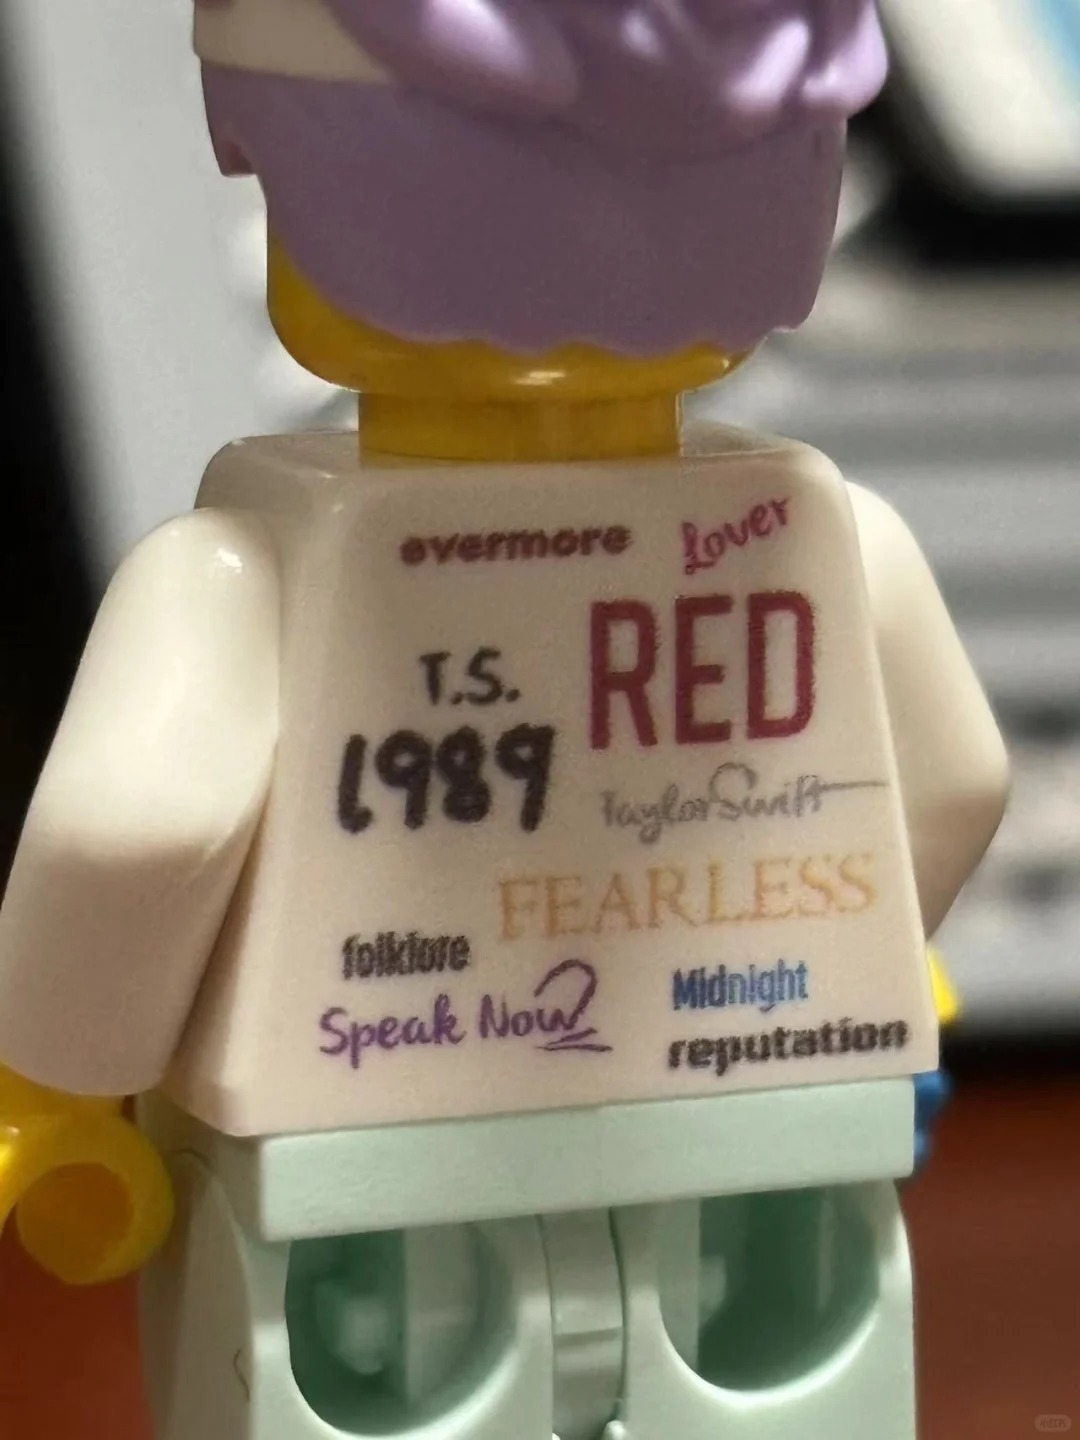 evermore
Lover
RED
T.S.
1989
Taylor Swift
FEARLESS
folklore
Speak Now
Midnight
reputation